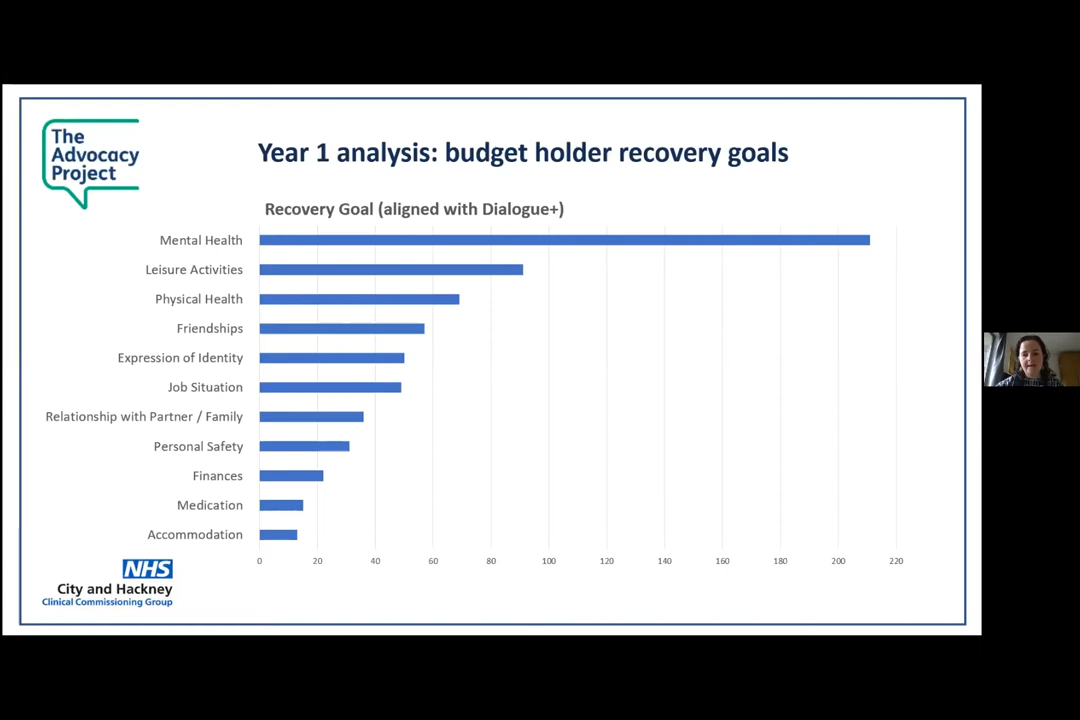 The
Advocacy
Project
Year 1 analysis: budget holder recovery goals
Recovery Goal (aligned with Dialogue+)
Mental Health
Leisure Activities
Physical Health
Friendships
Expression of Identity
Job Situation
Relationship with Partner / Family
Personal Safety
Finances
Medication
Accommodation
0 20 40 60 80 100 120 140 160 180 200 220
NHS
City and Hackney
Clinical Commissioning Group